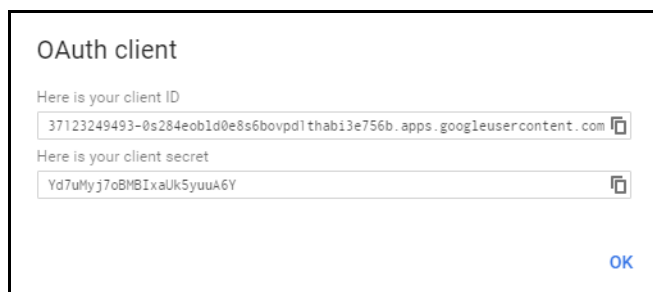 OAuth client
Here is your client ID
37123249493-0s284eobld0e8s6bovpdlthabi3e756b.apps.googleusercontent.com
Here is your client secret
Yd7uMyj7oBMBIxaUk5yuuA6Y
OK